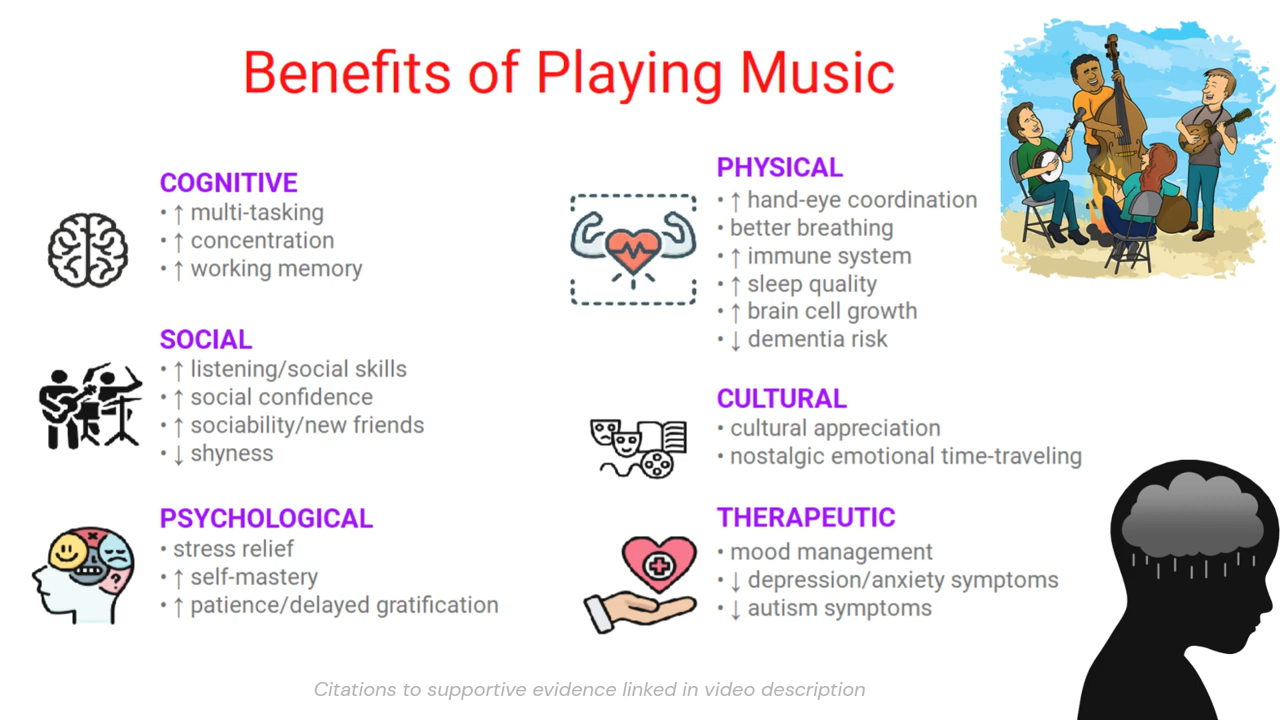 Benefits of Playing Music
COGNITIVE
• ↑ multi-tasking
• ↑ concentration
• ↑ working memory
SOCIAL
• ↑ listening/social skills
• ↑ social confidence
• ↑ sociability/new friends
• ↓ shyness
PSYCHOLOGICAL
• stress relief
• ↑ self-mastery
• ↑ patience/delayed gratification
PHYSICAL
• ↑ hand-eye coordination
• better breathing
• ↑ immune system
• ↑ sleep quality
• ↑ brain cell growth
• ↓ dementia risk
CULTURAL
• cultural appreciation
• nostalgic emotional time-traveling
THERAPEUTIC
• mood management
• ↓ depression/anxiety symptoms
• ↓ autism symptoms
?
Citations to supportive evidence linked in video description